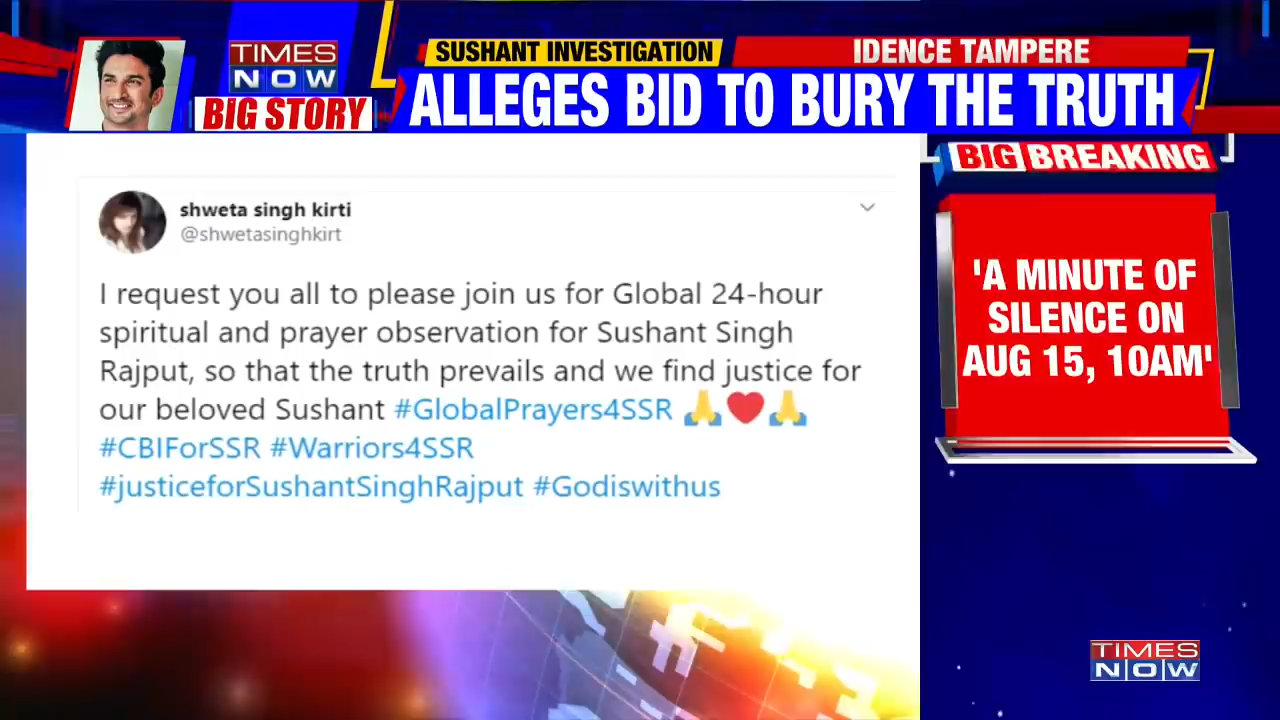 TIMES
NOW
BIG STORY
SUSHANT INVESTIGATION
IDENCE TAMPERE
ALLEGES BID TO BURY THE TRUTH
BIG BREAKING
shweta singh kirti
@shwetasinghkirt
I request you all to please join us for Global 24-hour
spiritual and prayer observation for Sushant Singh
Rajput, so that the truth prevails and we find justice for
our beloved Sushant #GlobalPrayers4SSR 🙏❤️🙏
#CBIForSSR #Warriors4SSR
#justiceforSushantSinghRajput #Godiswithus
'A MINUTE OF
SILENCE ON
AUG 15, 10AM'
TIMES
NOW